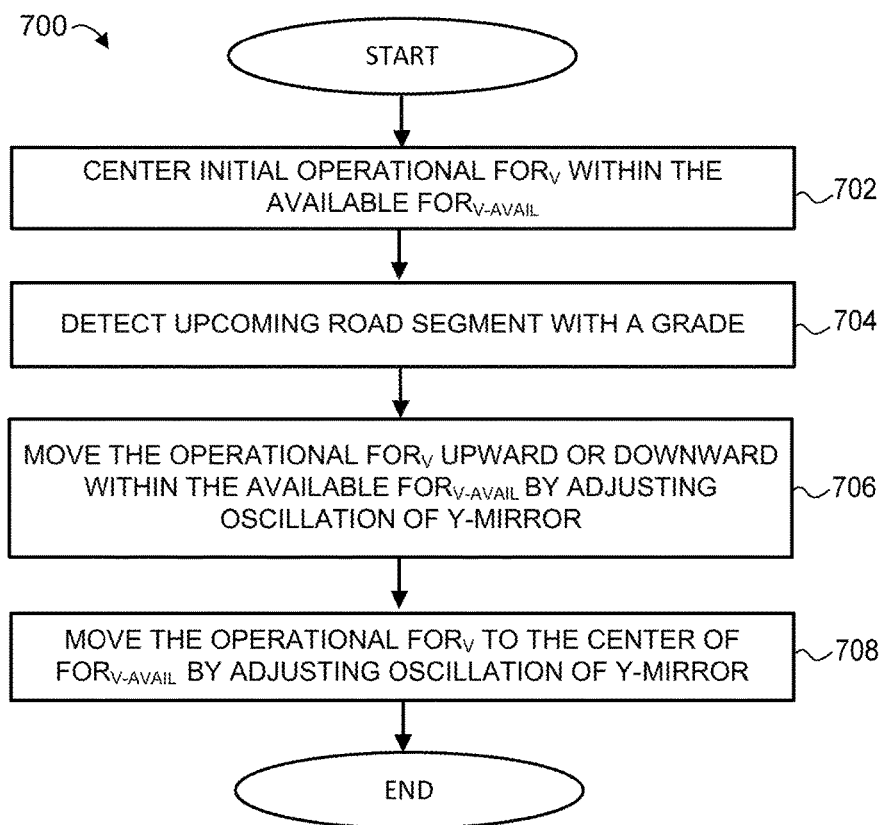 700
START
CENTER INITIAL OPERATIONAL FORV WITHIN THE
AVAILABLE FORV-AVAIL
702
DETECT UPCOMING ROAD SEGMENT WITH A GRADE
704
MOVE THE OPERATIONAL FORV UPWARD OR DOWNWARD
WITHIN THE AVAILABLE FORV-AVAIL BY ADJUSTING
OSCILLATION OF Y-MIRROR
706
MOVE THE OPERATIONAL FORV TO THE CENTER OF
FORV-AVAIL BY ADJUSTING OSCILLATION OF Y-MIRROR
708
END